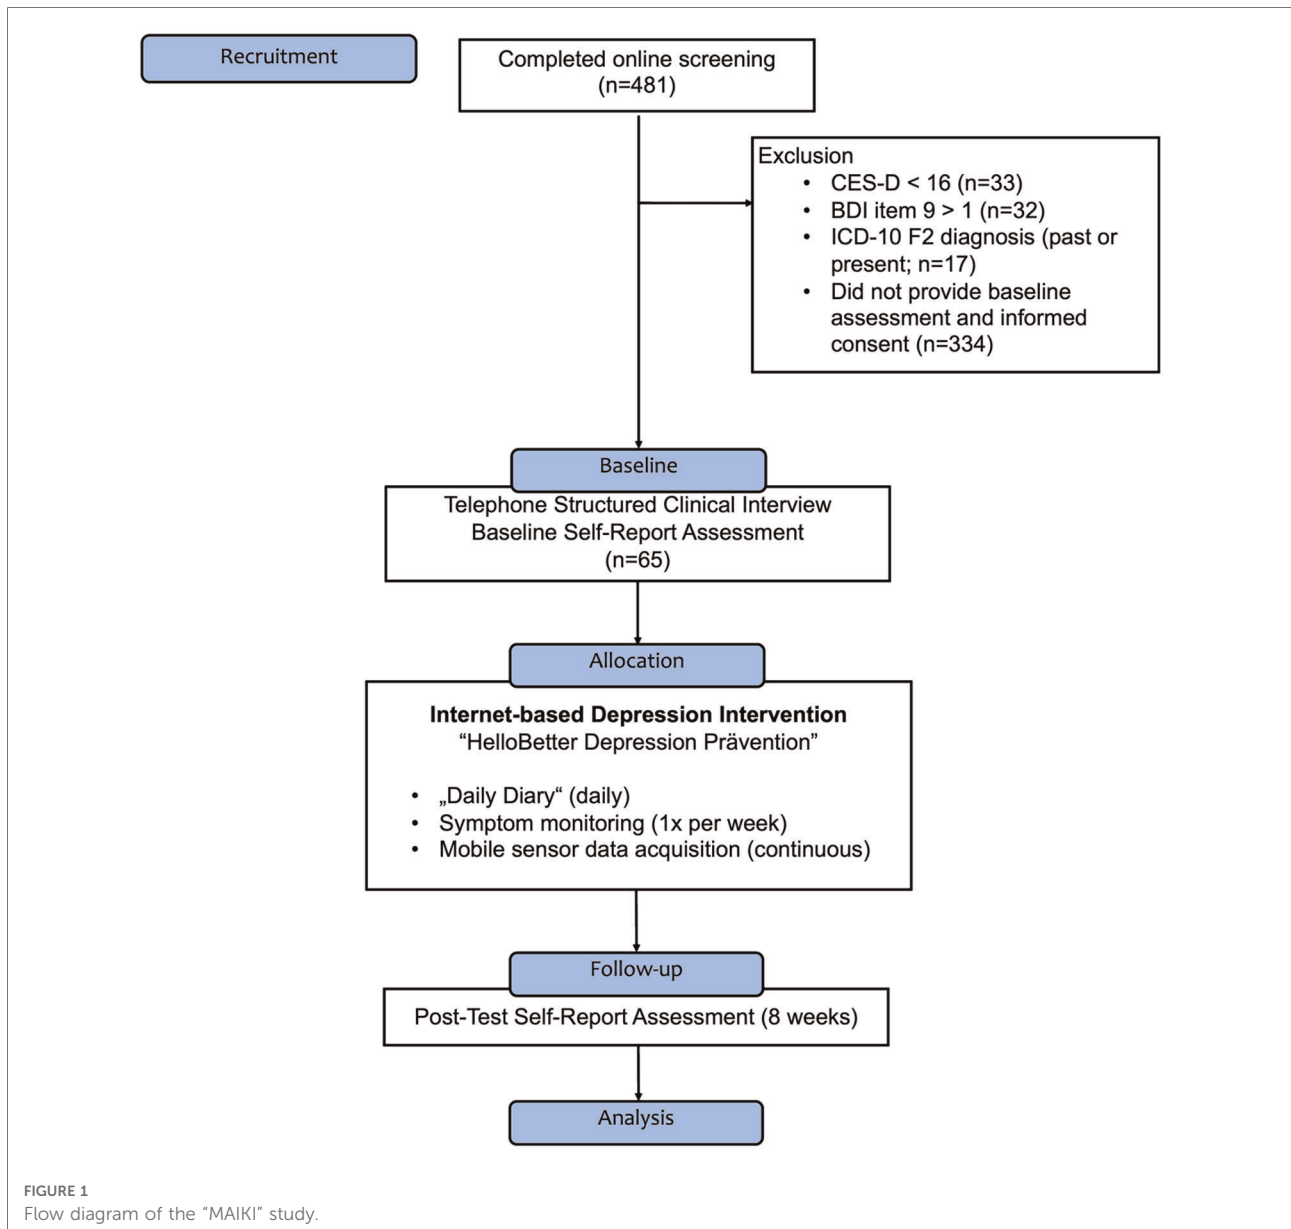 Recruitment
Completed online screening
(n=481)
Exclusion
• CES-D < 16 (n=33)
• BDI item 9 > 1 (n=32)
• ICD-10 F2 diagnosis (past or
present; n=17)
• Did not provide baseline
assessment and informed
consent (n=334)
Baseline
Telephone Structured Clinical Interview
Baseline Self-Report Assessment
(n=65)
Allocation
Internet-based Depression Intervention
“HelloBetter Depression Prävention”
• „Daily Diary“ (daily)
• Symptom monitoring (1x per week)
• Mobile sensor data acquisition (continuous)
Follow-up
Post-Test Self-Report Assessment (8 weeks)
Analysis
FIGURE 1
Flow diagram of the “MAIKI” study.